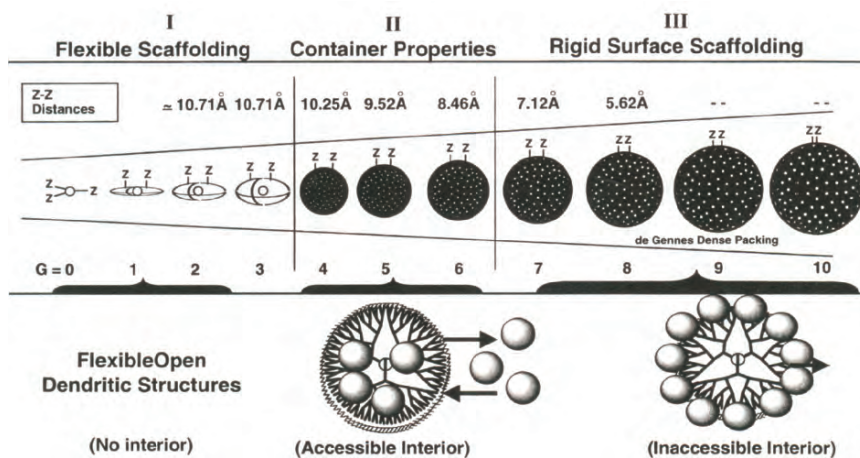 I II III
Flexible Scaffolding Container Properties Rigid Surface Scaffolding
Z-Z
Distances
≃ 10.71Å 10.71Å 10.25Å 9.52Å 8.46Å 7.12Å 5.62Å -- --
Z Z Z Z Z Z Z Z Z Z Z Z Z Z Z Z Z Z ZZ ZZ ZZ
Z
de Gennes Dense Packing
G = 0 1 2 3 4 5 6 7 8 9 10
FlexibleOpen
Dendritic Structures
(No interior) (Accessible Interior) (Inaccessible Interior)